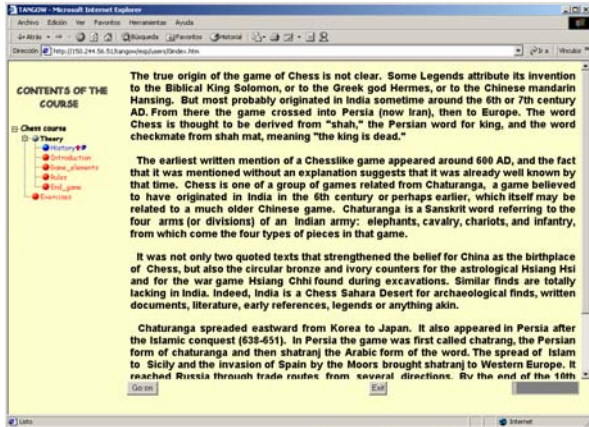 TANGOW - Microsoft Internet Explorer
Archivo Edición Ver Favoritos Herramientas Ayuda
Atrás Búsqueda Favoritos Historial
Dirección http://150.244.56.51/tangow/esp/users/0index.htm Ir a Vínculos
CONTENTS OF THE
COURSE
Chess course
Theory
History
Introduction
Game_elements
Rules
End_game
Exercises
The true origin of the game of Chess is not clear. Some Legends attribute its invention
to the Biblical King Solomon, or to the Greek god Hermes, or to the Chinese mandarin
Hansing. But most probably originated in India sometime around the 6th or 7th century
AD. From there the game crossed into Persia (now Iran), then to Europe. The word
Chess is thought to be derived from "shah," the Persian word for king, and the word
checkmate from shah mat, meaning "the king is dead."
The earliest written mention of a Chesslike game appeared around 600 AD, and the fact
that it was mentioned without an explanation suggests that it was already well known by
that time. Chess is one of a group of games related from Chaturanga, a game believed
to have originated in India in the 6th century or perhaps earlier, which itself may be
related to a much older Chinese game. Chaturanga is a Sanskrit word referring to the
four arms (or divisions) of an Indian army: elephants, cavalry, chariots, and infantry,
from which come the four types of pieces in that game.
It was not only two quoted texts that strengthened the belief for China as the birthplace
of Chess, but also the circular bronze and ivory counters for the astrological Hsiang Hsi
and for the war game Hsiang Chhi found during excavations. Similar finds are totally
lacking in India. Indeed, India is a Chess Sahara Desert for archaeological finds, written
documents, literature, early references, legends or anything akin.
Chaturanga spreaded eastward from Korea to Japan. It also appeared in Persia after
the Islamic conquest (638-651). In Persia the game was first called chatrang, the Persian
form of chaturanga and then shatranj the Arabic form of the word. The spread of Islam
to Sicily and the invasion of Spain by the Moors brought shatranj to Western Europe. It
reached Russia through trade routes from several directions. By the end of the 10th
Go on Exit
Listo Internet